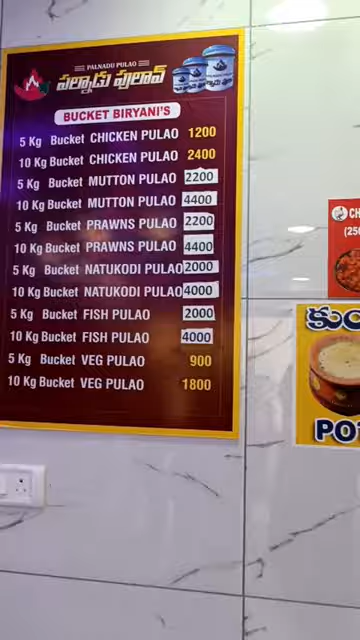 PALNADU PULAO
పల్నాడు పులావ్
BUCKET BIRYANI'S
5 Kg Bucket CHICKEN PULAO 1200
10 Kg Bucket CHICKEN PULAO 2400
5 Kg Bucket MUTTON PULAO 2200
10 Kg Bucket MUTTON PULAO 4400
5 Kg Bucket PRAWNS PULAO 2200
10 Kg Bucket PRAWNS PULAO 4400
5 Kg Bucket NATUKODI PULAO 2000
10 Kg Bucket NATUKODI PULAO 4000
5 Kg Bucket FISH PULAO 2000
10 Kg Bucket FISH PULAO 4000
5 Kg Bucket VEG PULAO 900
10 Kg Bucket VEG PULAO 1800
CH
(250
కుం
PO